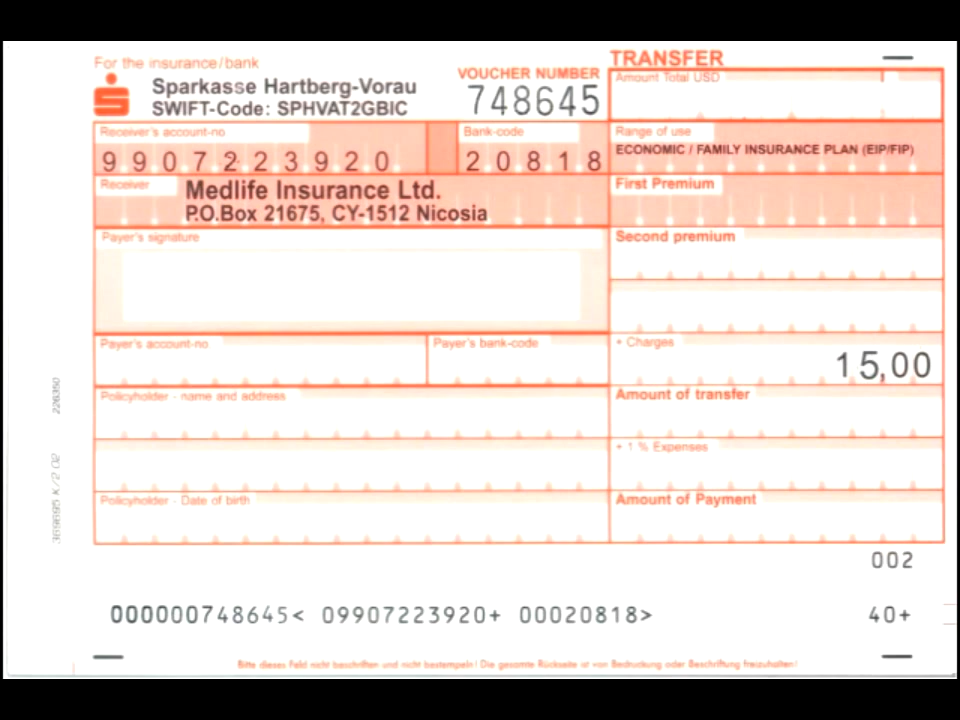 For the insurance/bank
Sparkasse Hartberg-Vorau
SWIFT-Code: SPHVAT2GBIC
VOUCHER NUMBER
748645
TRANSFER
Amount Total USD
Receiver's account-no
9907223920
Bank-code
20818
Range of use
ECONOMIC / FAMILY INSURANCE PLAN (EIP/FIP)
Receiver
Medlife Insurance Ltd.
P.O.Box 21675, CY-1512 Nicosia
First Premium
Payer's signature
Second premium
Payer's account-no
Payer's bank-code
+ Charges
15,00
Policyholder - name and address
Amount of transfer
+ 1 % Expenses
Policyholder - Date of birth
Amount of Payment
002
000000748645< 09907223920+ 00020818>
40+
Bitte dieses Feld nicht beschriften und nicht bestempeln! Die gesamte Rückseite ist von Bedruckung oder Beschriftung freizuhalten!
226350